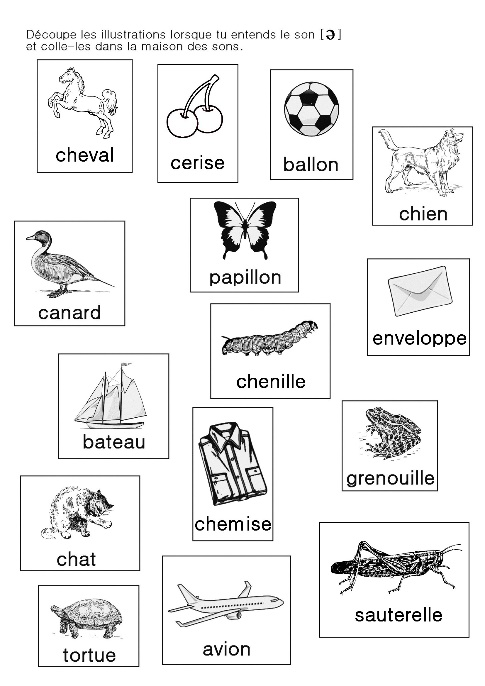 Découpe les illustrations lorsque tu entends le son [ə]
et colle-les dans la maison des sons.
cheval
cerise
ballon
chien
canard
papillon
enveloppe
chenille
bateau
chemise
grenouille
chat
sauterelle
tortue
avion